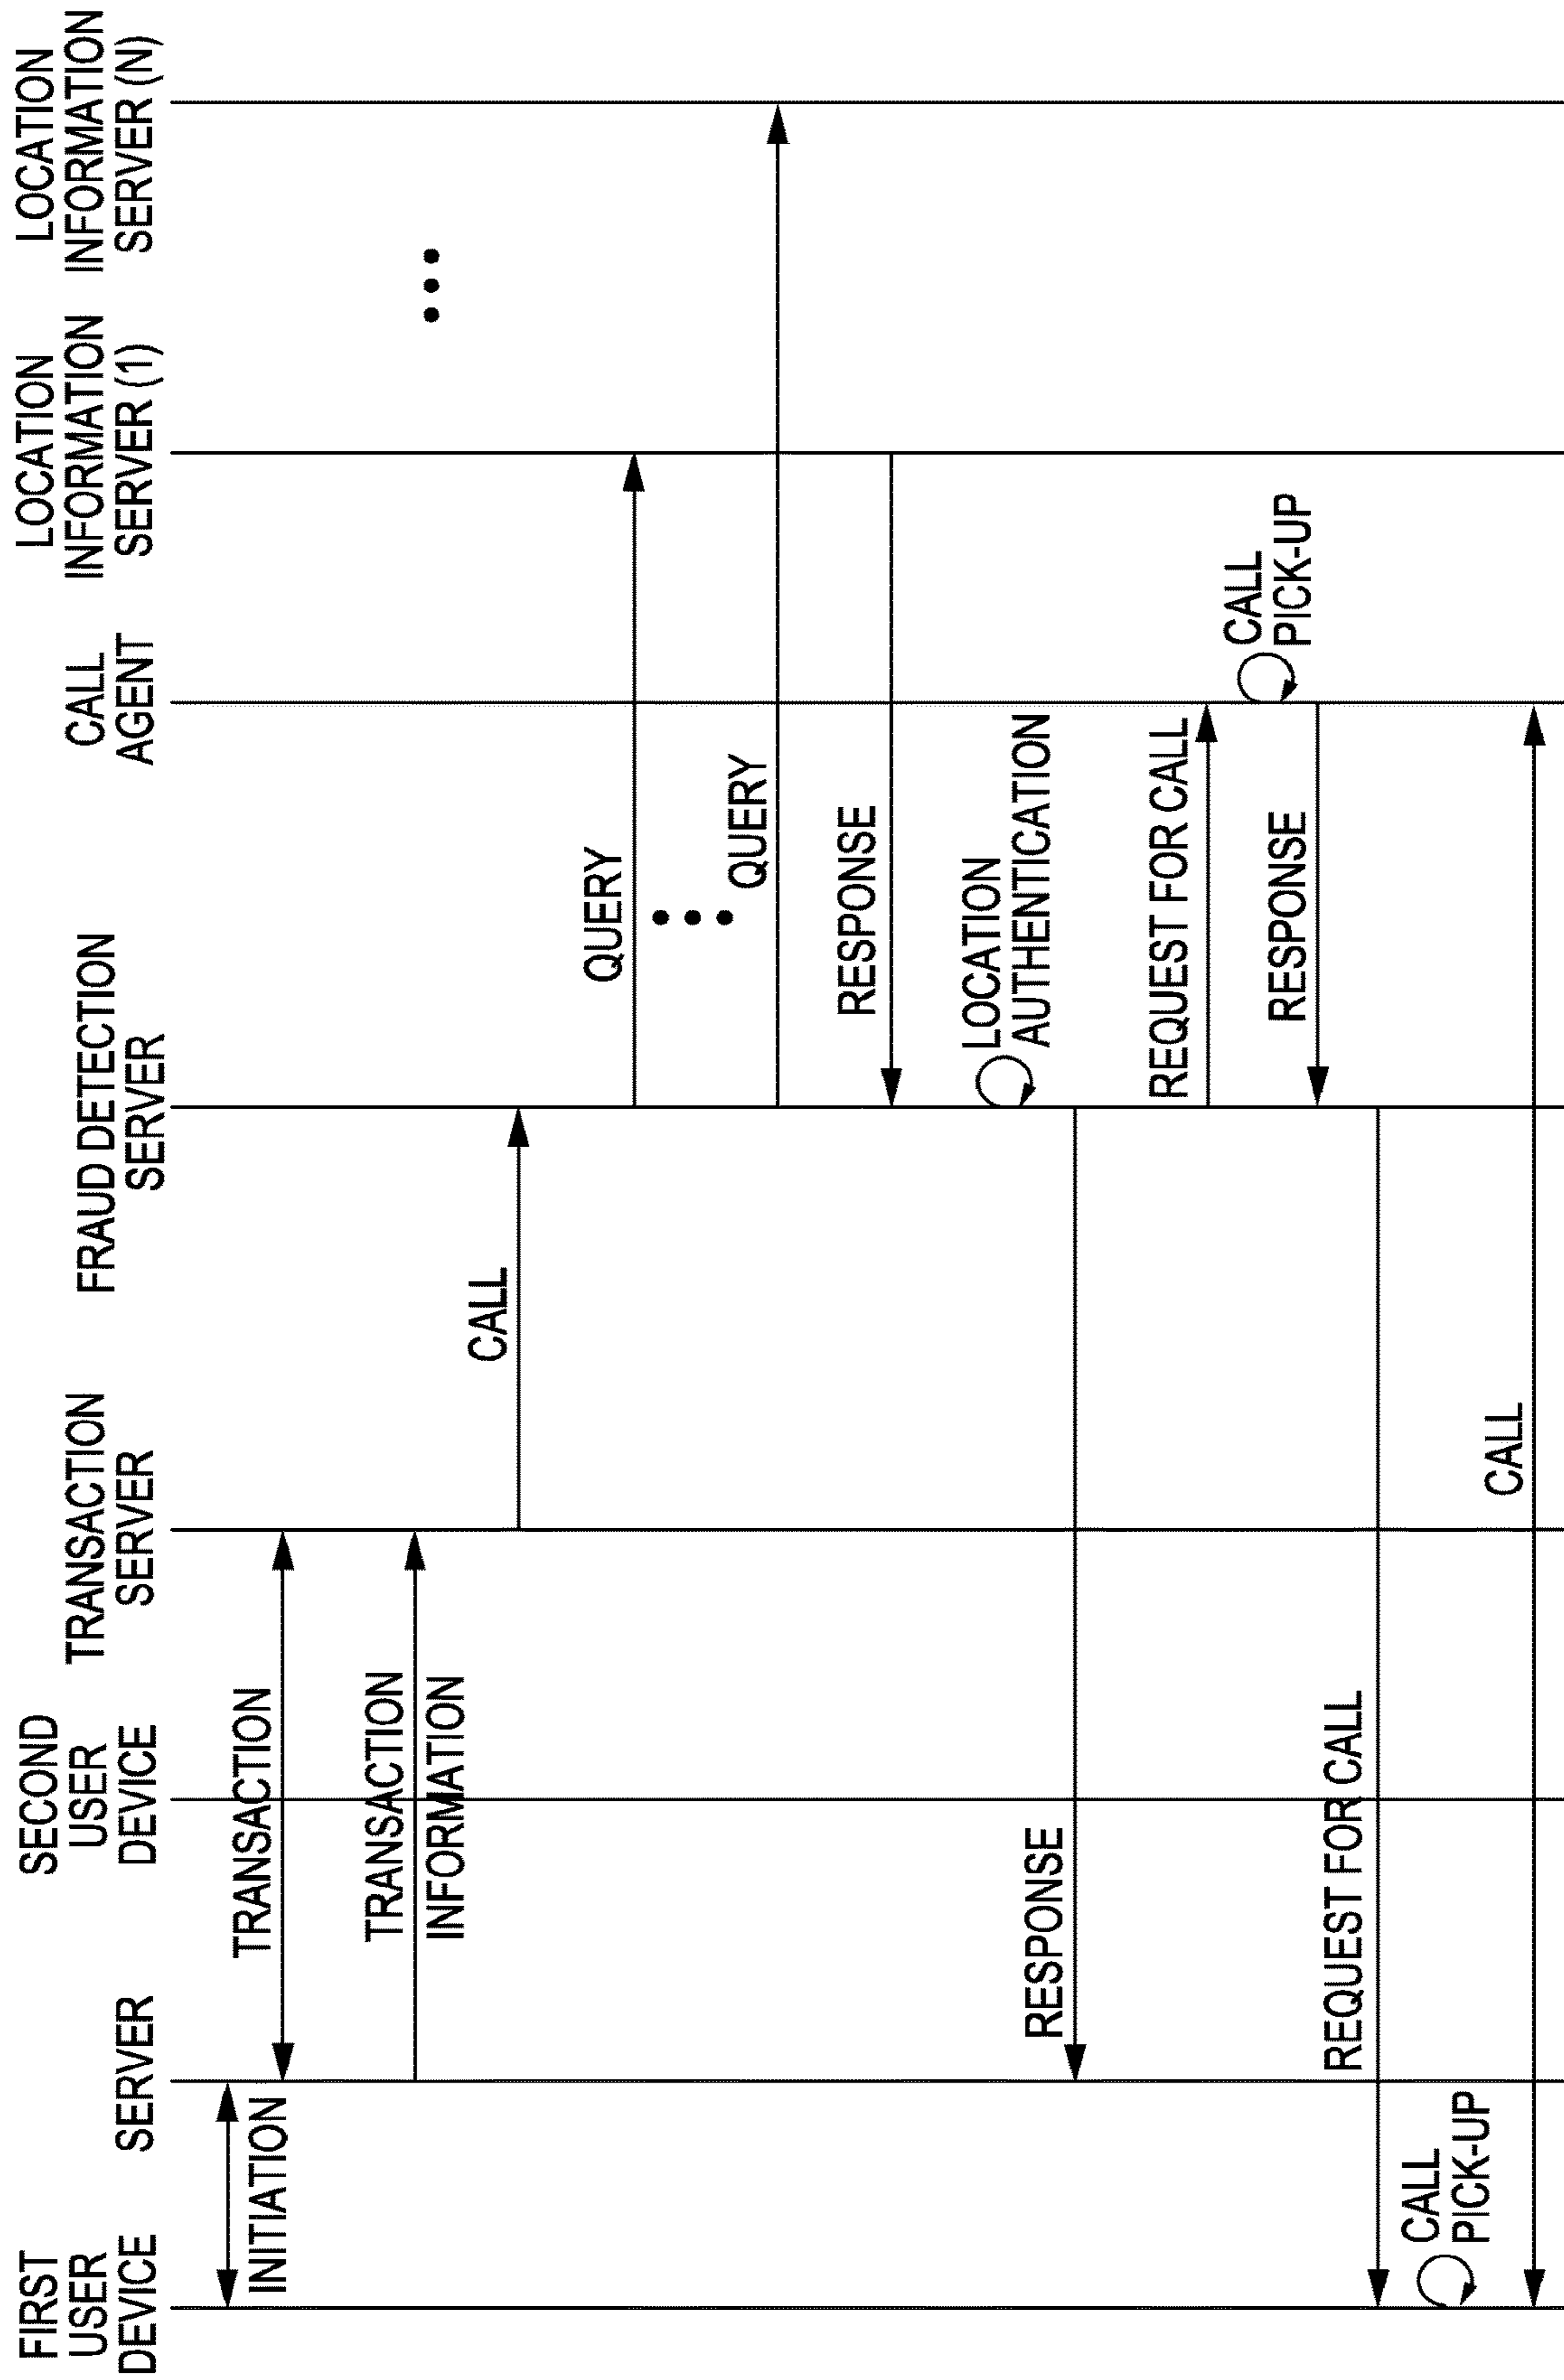 FIRST
USER
DEVICE
SERVER
SECOND
USER
DEVICE
TRANSACTION
SERVER
FRAUD DETECTION
SERVER
CALL
AGENT
LOCATION
INFORMATION
SERVER (1)
LOCATION
INFORMATION
SERVER (N)
INITIATION
TRANSACTION
TRANSACTION
INFORMATION
CALL
QUERY
QUERY
RESPONSE
LOCATION
AUTHENTICATION
RESPONSE
REQUEST FOR CALL
CALL
PICK-UP
RESPONSE
REQUEST FOR CALL
CALL
PICK-UP
CALL